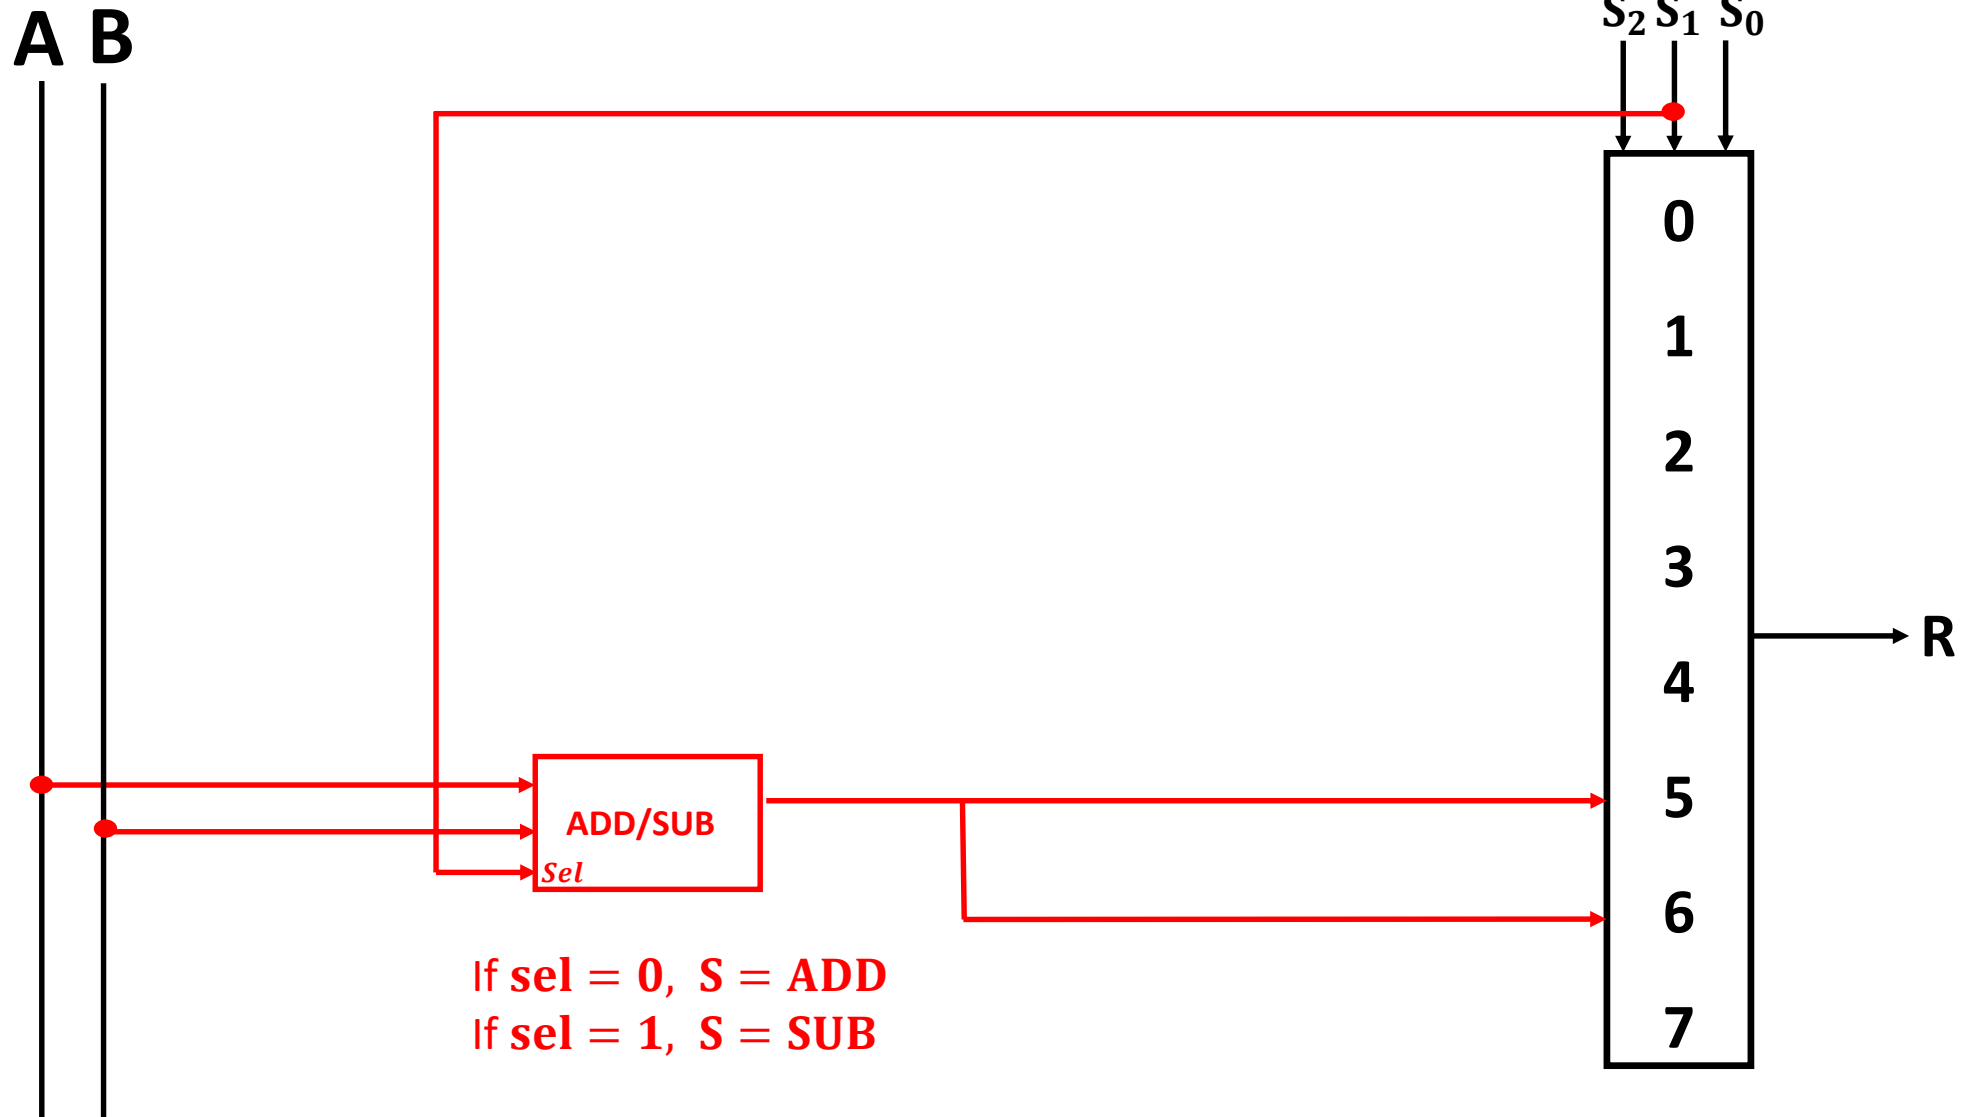 A B
S₂ S₁ S₀
0
1
2
3
R
4
5
ADD/SUB
Sel
6
If sel = 0, S = ADD
If sel = 1, S = SUB
7